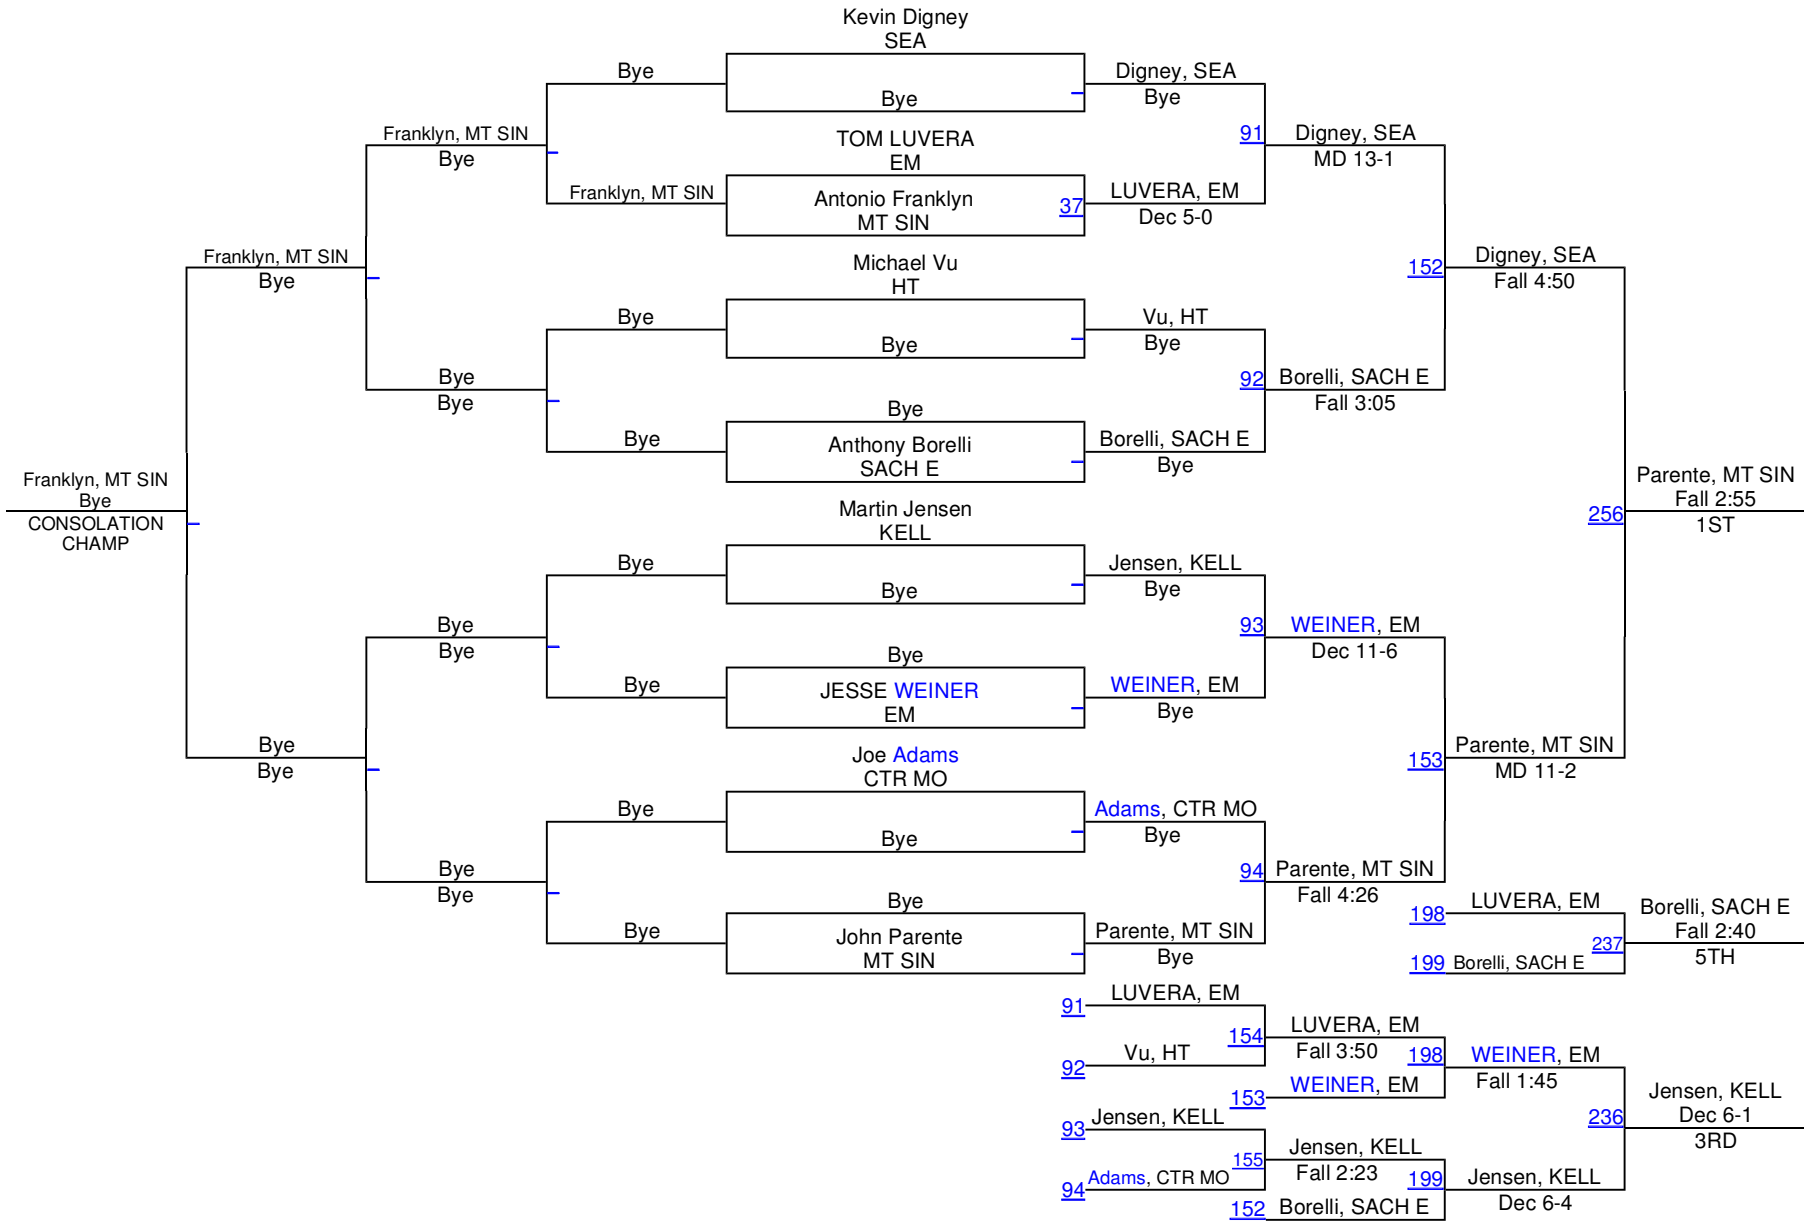 Kevin Digney
SEA
Bye
Digney, SEA
Bye
Bye
Franklyn, MT SIN
Bye
TOM LUVERA
EM
91
Digney, SEA
MD 13-1
Franklyn, MT SIN
Antonio Franklyn
MT SIN
37
LUVERA, EM
Dec 5-0
Franklyn, MT SIN
Bye
Michael Vu
HT
152
Digney, SEA
Fall 4:50
Bye
Bye
Vu, HT
Bye
Bye
Bye
92
Borelli, SACH E
Fall 3:05
Bye
Bye
Anthony Borelli
SACH E
Borelli, SACH E
Bye
Franklyn, MT SIN
Bye
CONSOLATION
CHAMP
Martin Jensen
KELL
256
Parente, MT SIN
Fall 2:55
1ST
Bye
Bye
Jensen, KELL
Bye
Bye
Bye
93
WEINER, EM
Dec 11-6
Bye
Bye
JESSE WEINER
EM
WEINER, EM
Bye
Bye
Bye
Joe Adams
CTR MO
153
Parente, MT SIN
MD 11-2
Bye
Bye
Adams, CTR MO
Bye
Bye
Bye
94
Parente, MT SIN
Fall 4:26
Bye
Bye
John Parente
MT SIN
Parente, MT SIN
Bye
198
LUVERA, EM
199
Borelli, SACH E
237
Borelli, SACH E
Fall 2:40
5TH
91
LUVERA, EM
92
Vu, HT
154
LUVERA, EM
Fall 3:50
153
WEINER, EM
198
WEINER, EM
Fall 1:45
93
Jensen, KELL
94
Adams, CTR MO
155
Jensen, KELL
Fall 2:23
152
Borelli, SACH E
199
Jensen, KELL
Dec 6-4
236
Jensen, KELL
Dec 6-1
3RD